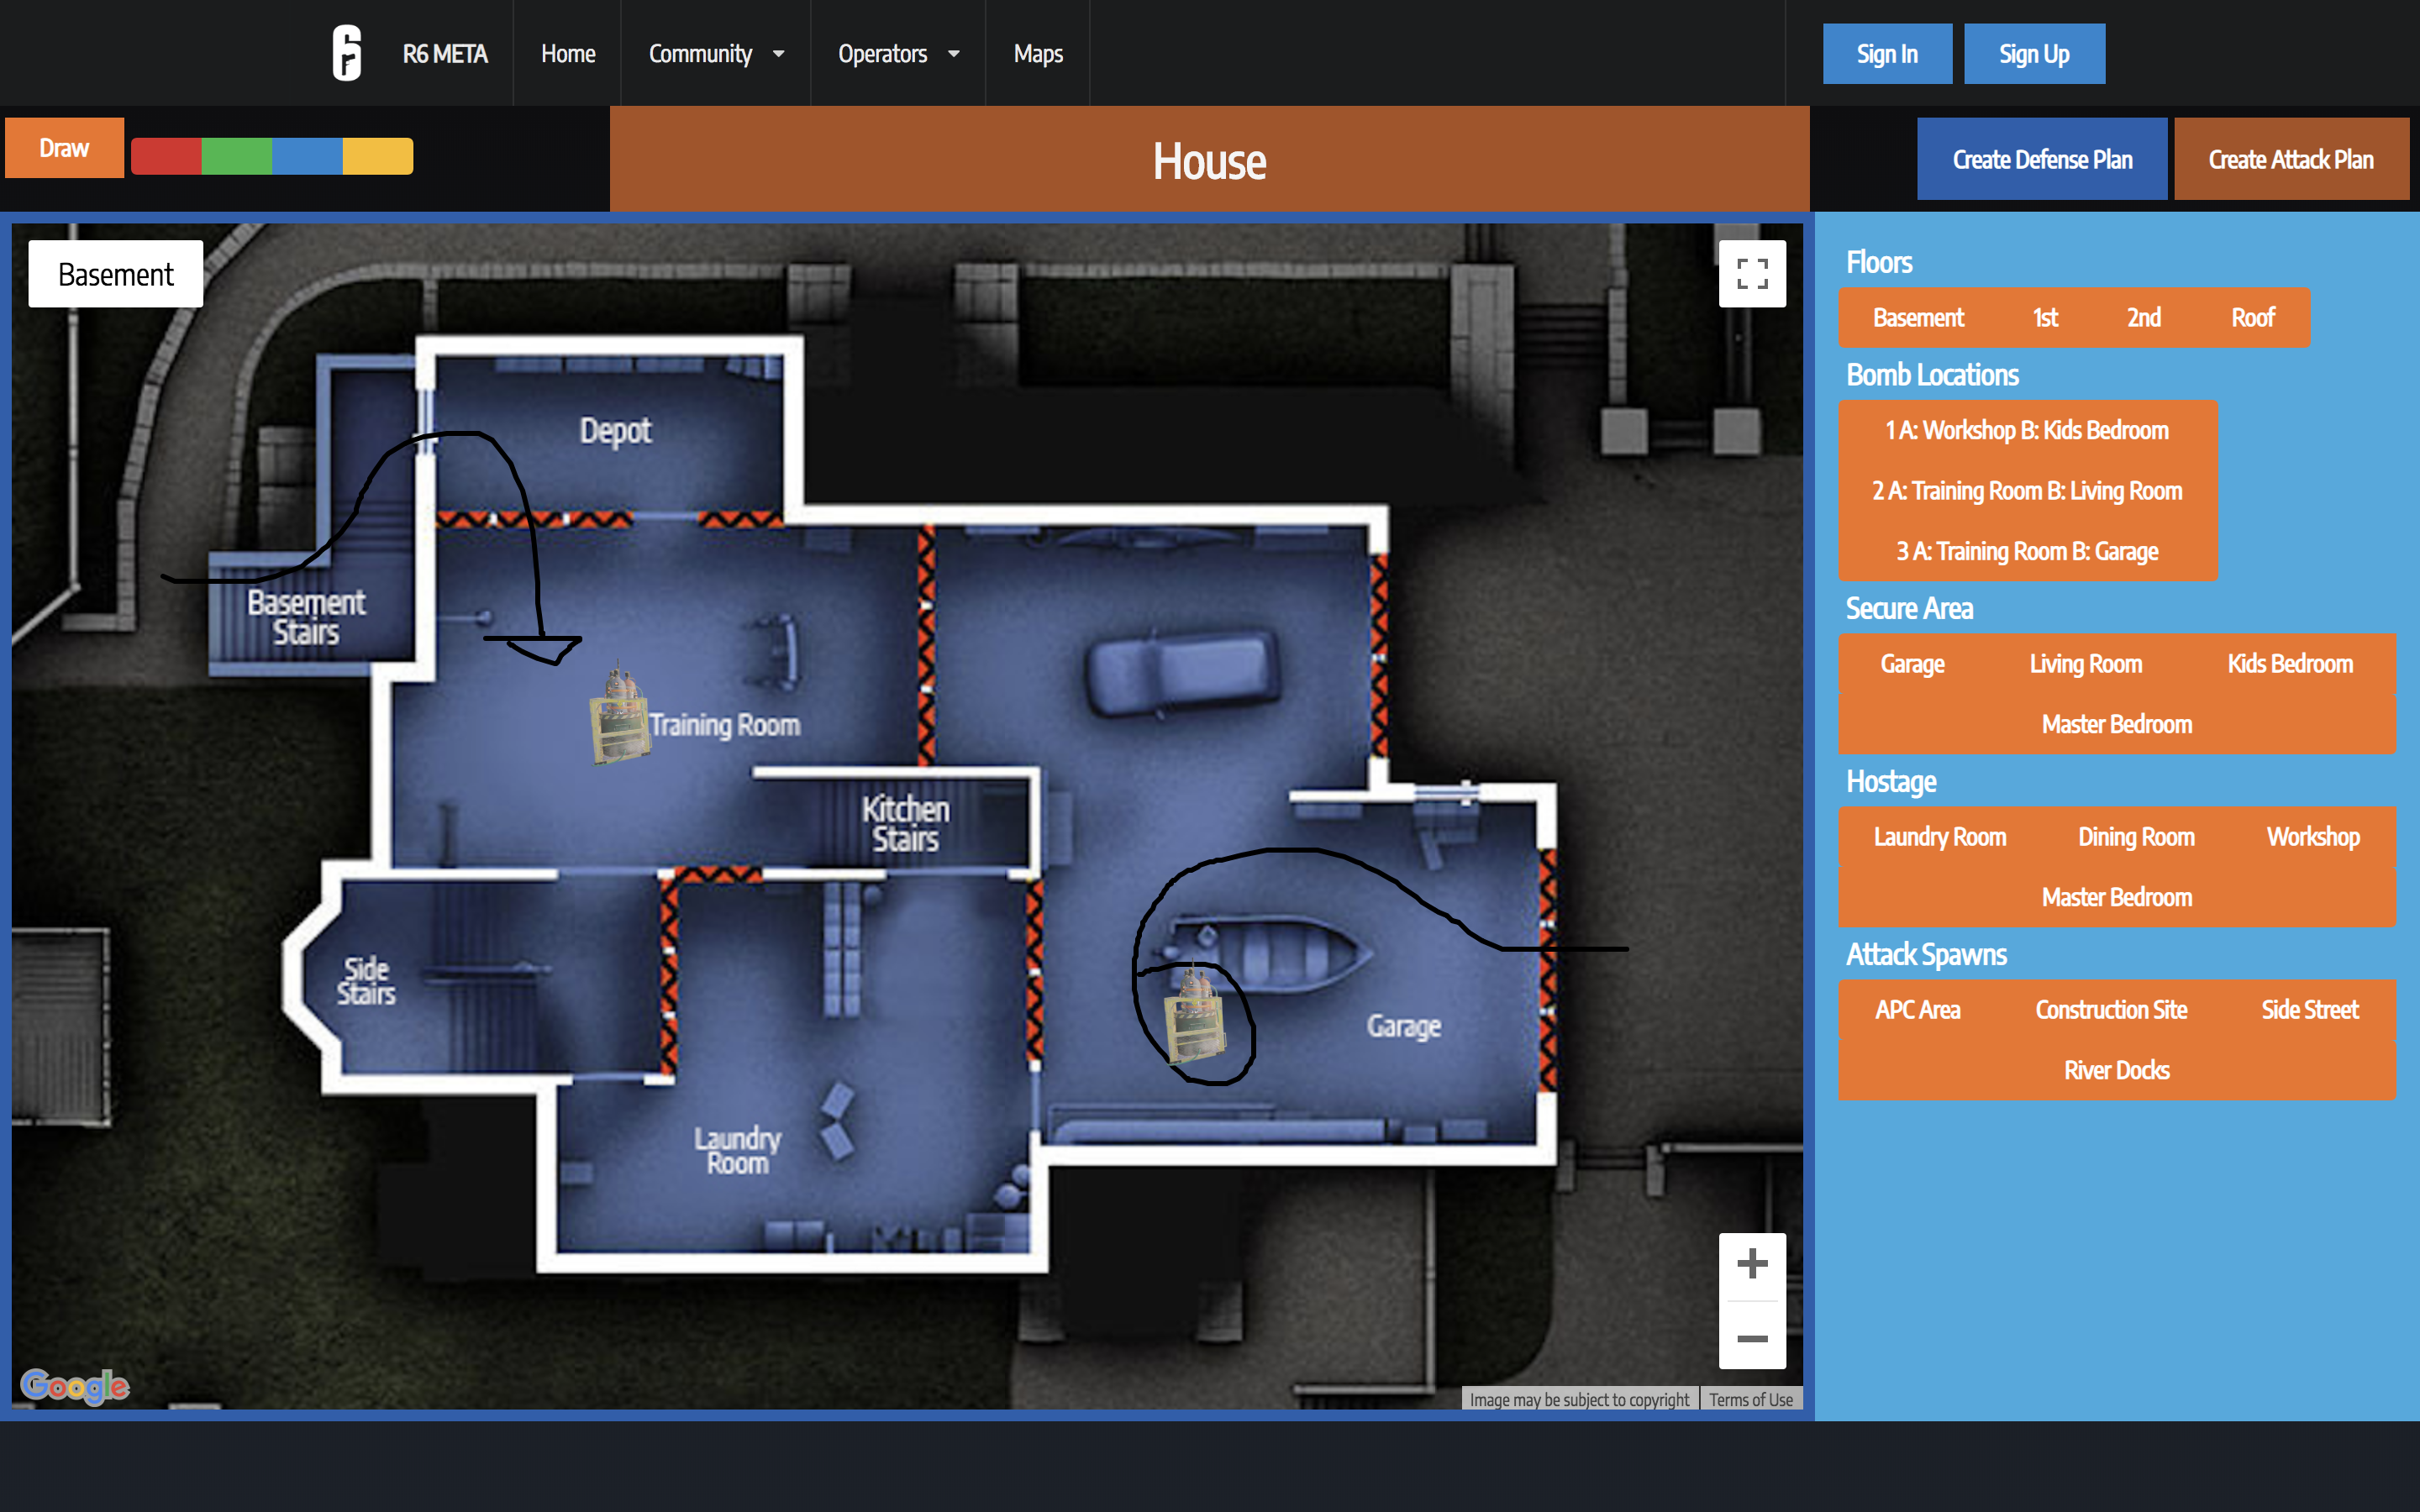 R6 META
Home
Community
Operators
Maps
Sign In
Sign Up
Draw
House
Create Defense Plan
Create Attack Plan
Basement
Depot
Basement
Stairs
Training Room
Kitchen
Stairs
Side
Stairs
Garage
Laundry
Room
Google
Image may be subject to copyright
Terms of Use
Floors
Basement 1st 2nd Roof
Bomb Locations
1 A: Workshop B: Kids Bedroom
2 A: Training Room B: Living Room
3 A: Training Room B: Garage
Secure Area
Garage Living Room Kids Bedroom
Master Bedroom
Hostage
Laundry Room Dining Room Workshop
Master Bedroom
Attack Spawns
APC Area Construction Site Side Street
River Docks